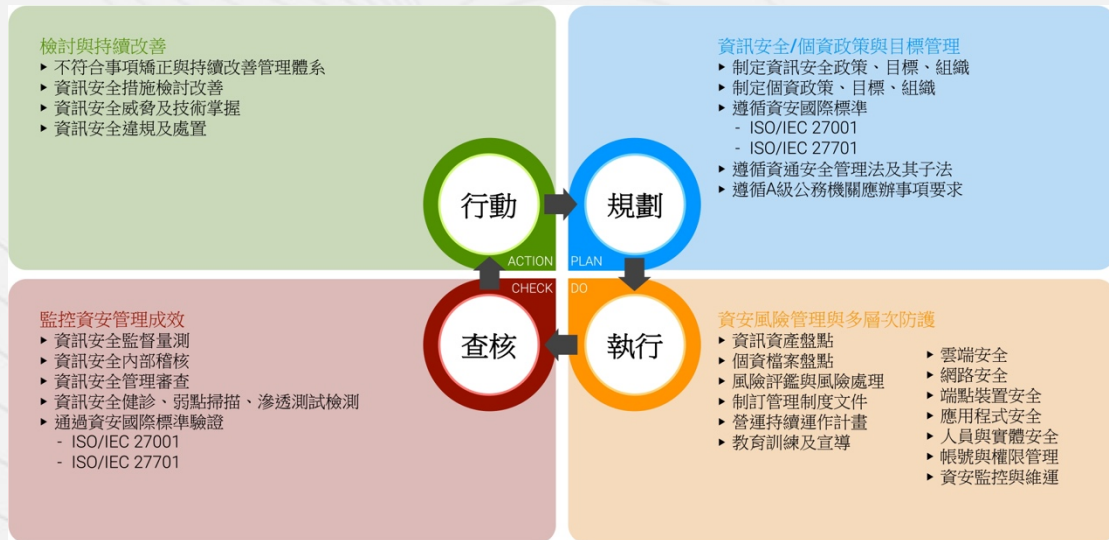 檢討與持續改善
▸ 不符合事項矯正與持續改善管理體系
▸ 資訊安全措施檢討改善
▸ 資訊安全威脅及技術掌握
▸ 資訊安全違規及處置
資訊安全/個資政策與目標管理
▸ 制定資訊安全政策、目標、組織
▸ 制定個資政策、目標、組織
▸ 遵循資安國際標準
- ISO/IEC 27001
- ISO/IEC 27701
▸ 遵循資通安全管理法及其子法
▸ 遵循A級公務機關應辦事項要求
行動
規劃
ACTION
PLAN
CHECK
DO
查核
執行
監控資安管理成效
▸ 資訊安全監督量測
▸ 資訊安全內部稽核
▸ 資訊安全管理審查
▸ 資訊安全健診、弱點掃描、滲透測試檢測
▸ 通過資安國際標準驗證
- ISO/IEC 27001
- ISO/IEC 27701
資安風險管理與多層次防護
▸ 資訊資產盤點
▸ 個資檔案盤點
▸ 風險評鑑與風險處理
▸ 制訂管理制度文件
▸ 營運持續運作計畫
▸ 教育訓練及宣導
▸ 雲端安全
▸ 網路安全
▸ 端點裝置安全
▸ 應用程式安全
▸ 人員與實體安全
▸ 帳號與權限管理
▸ 資安監控與維運